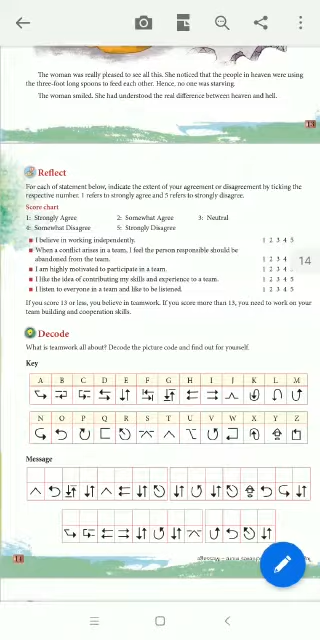 The woman was really pleased to see all this. She noticed that the people in heaven were using
the three-foot long spoons to feed each other. Hence, no one was starving.
The woman smiled. She had understood the real difference between heaven and hell.
Reflect
For each of statement below, indicate the extent of your agreement or disagreement by ticking the
respective number. 1 refers to strongly agree and 5 refers to strongly disagree.
Score chart
1: Strongly Agree 2: Somewhat Agree 3: Neutral
4: Somewhat Disagree 5: Strongly Disagree
I believe in working independently. 1 2 3 4 5
When a conflict arises in a team, I feel the person responsible should be
abandoned from the team. 1 2 3 4
14
I am highly motivated to participate in a team. 1 2 3 4
I like the idea of contributing my skills and experience to a team. 1 2 3 4 5
I listen to everyone in a team and like to be listened. 1 2 3 4 5
If you score 13 or less, you believe in teamwork. If you score more than 13, you need to work on your
team building and cooperation skills.
Decode
What is teamwork all about? Decode the picture code and find out for yourself.
Key
A B C D E F G H I J K L M
N O P Q R S T U V W X Y Z
Message
14